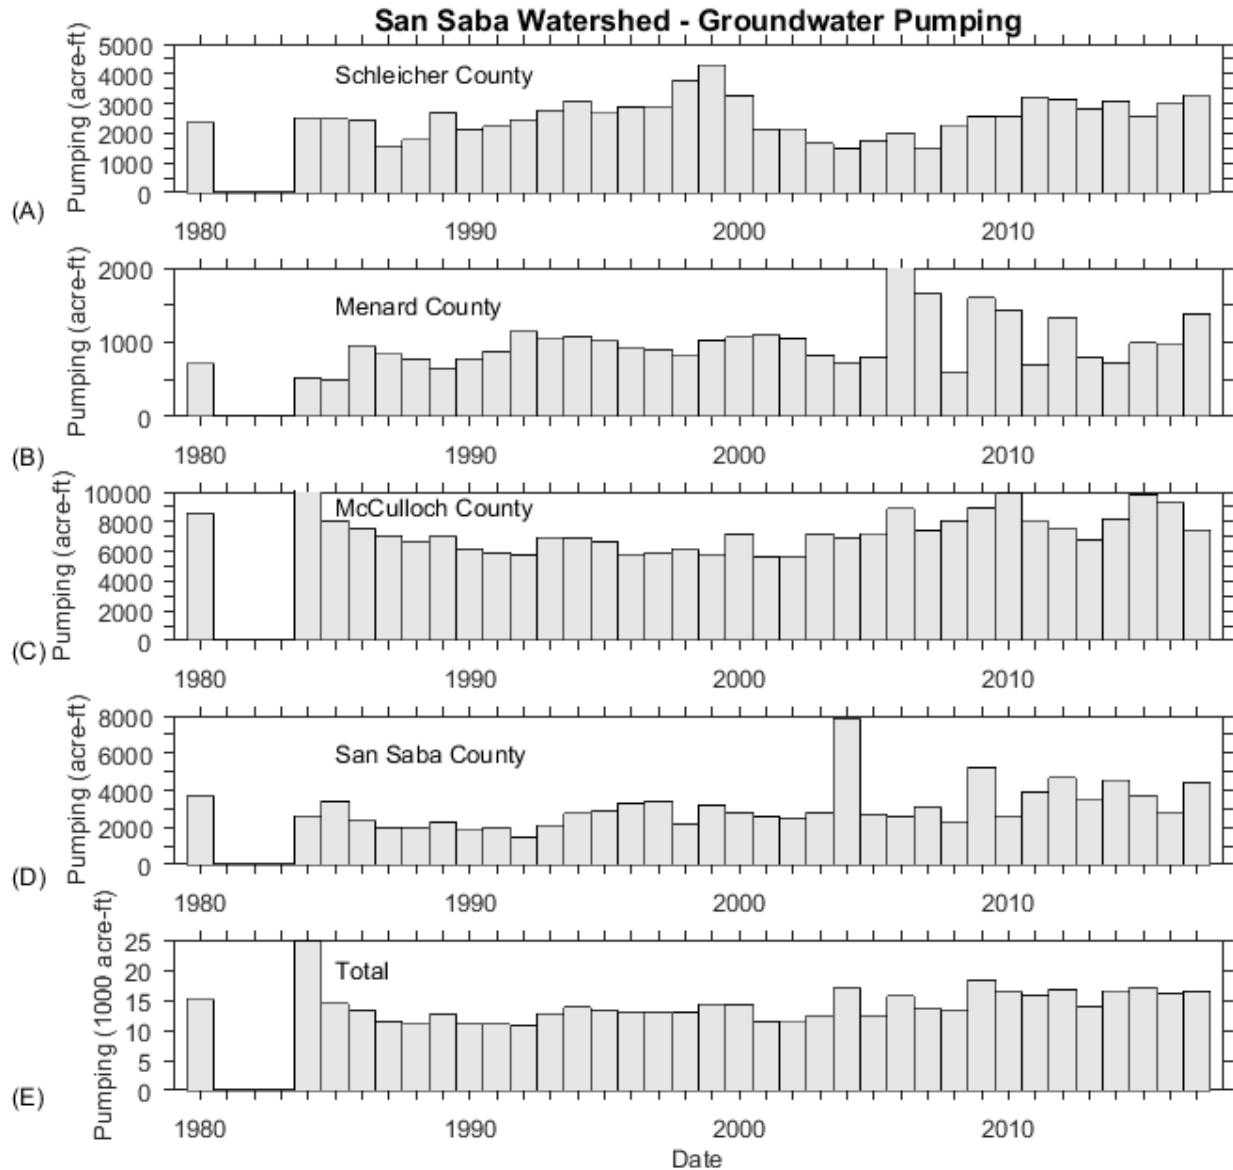 San Saba Watershed - Groundwater Pumping
5000
4000
3000
2000
1000
0
Pumping (acre-ft)
Schleicher County
(A)
1980 1990 2000 2010
2000
1000
0
Pumping (acre-ft)
Menard County
(B)
1980 1990 2000 2010
10000
8000
6000
4000
2000
0
Pumping (acre-ft)
McCulloch County
(C)
1980 1990 2000 2010
8000
6000
4000
2000
0
Pumping (acre-ft)
San Saba County
(D)
1980 1990 2000 2010
25
20
15
10
5
0
Pumping (1000 acre-ft)
Total
(E)
1980 1990 2000 2010
Date